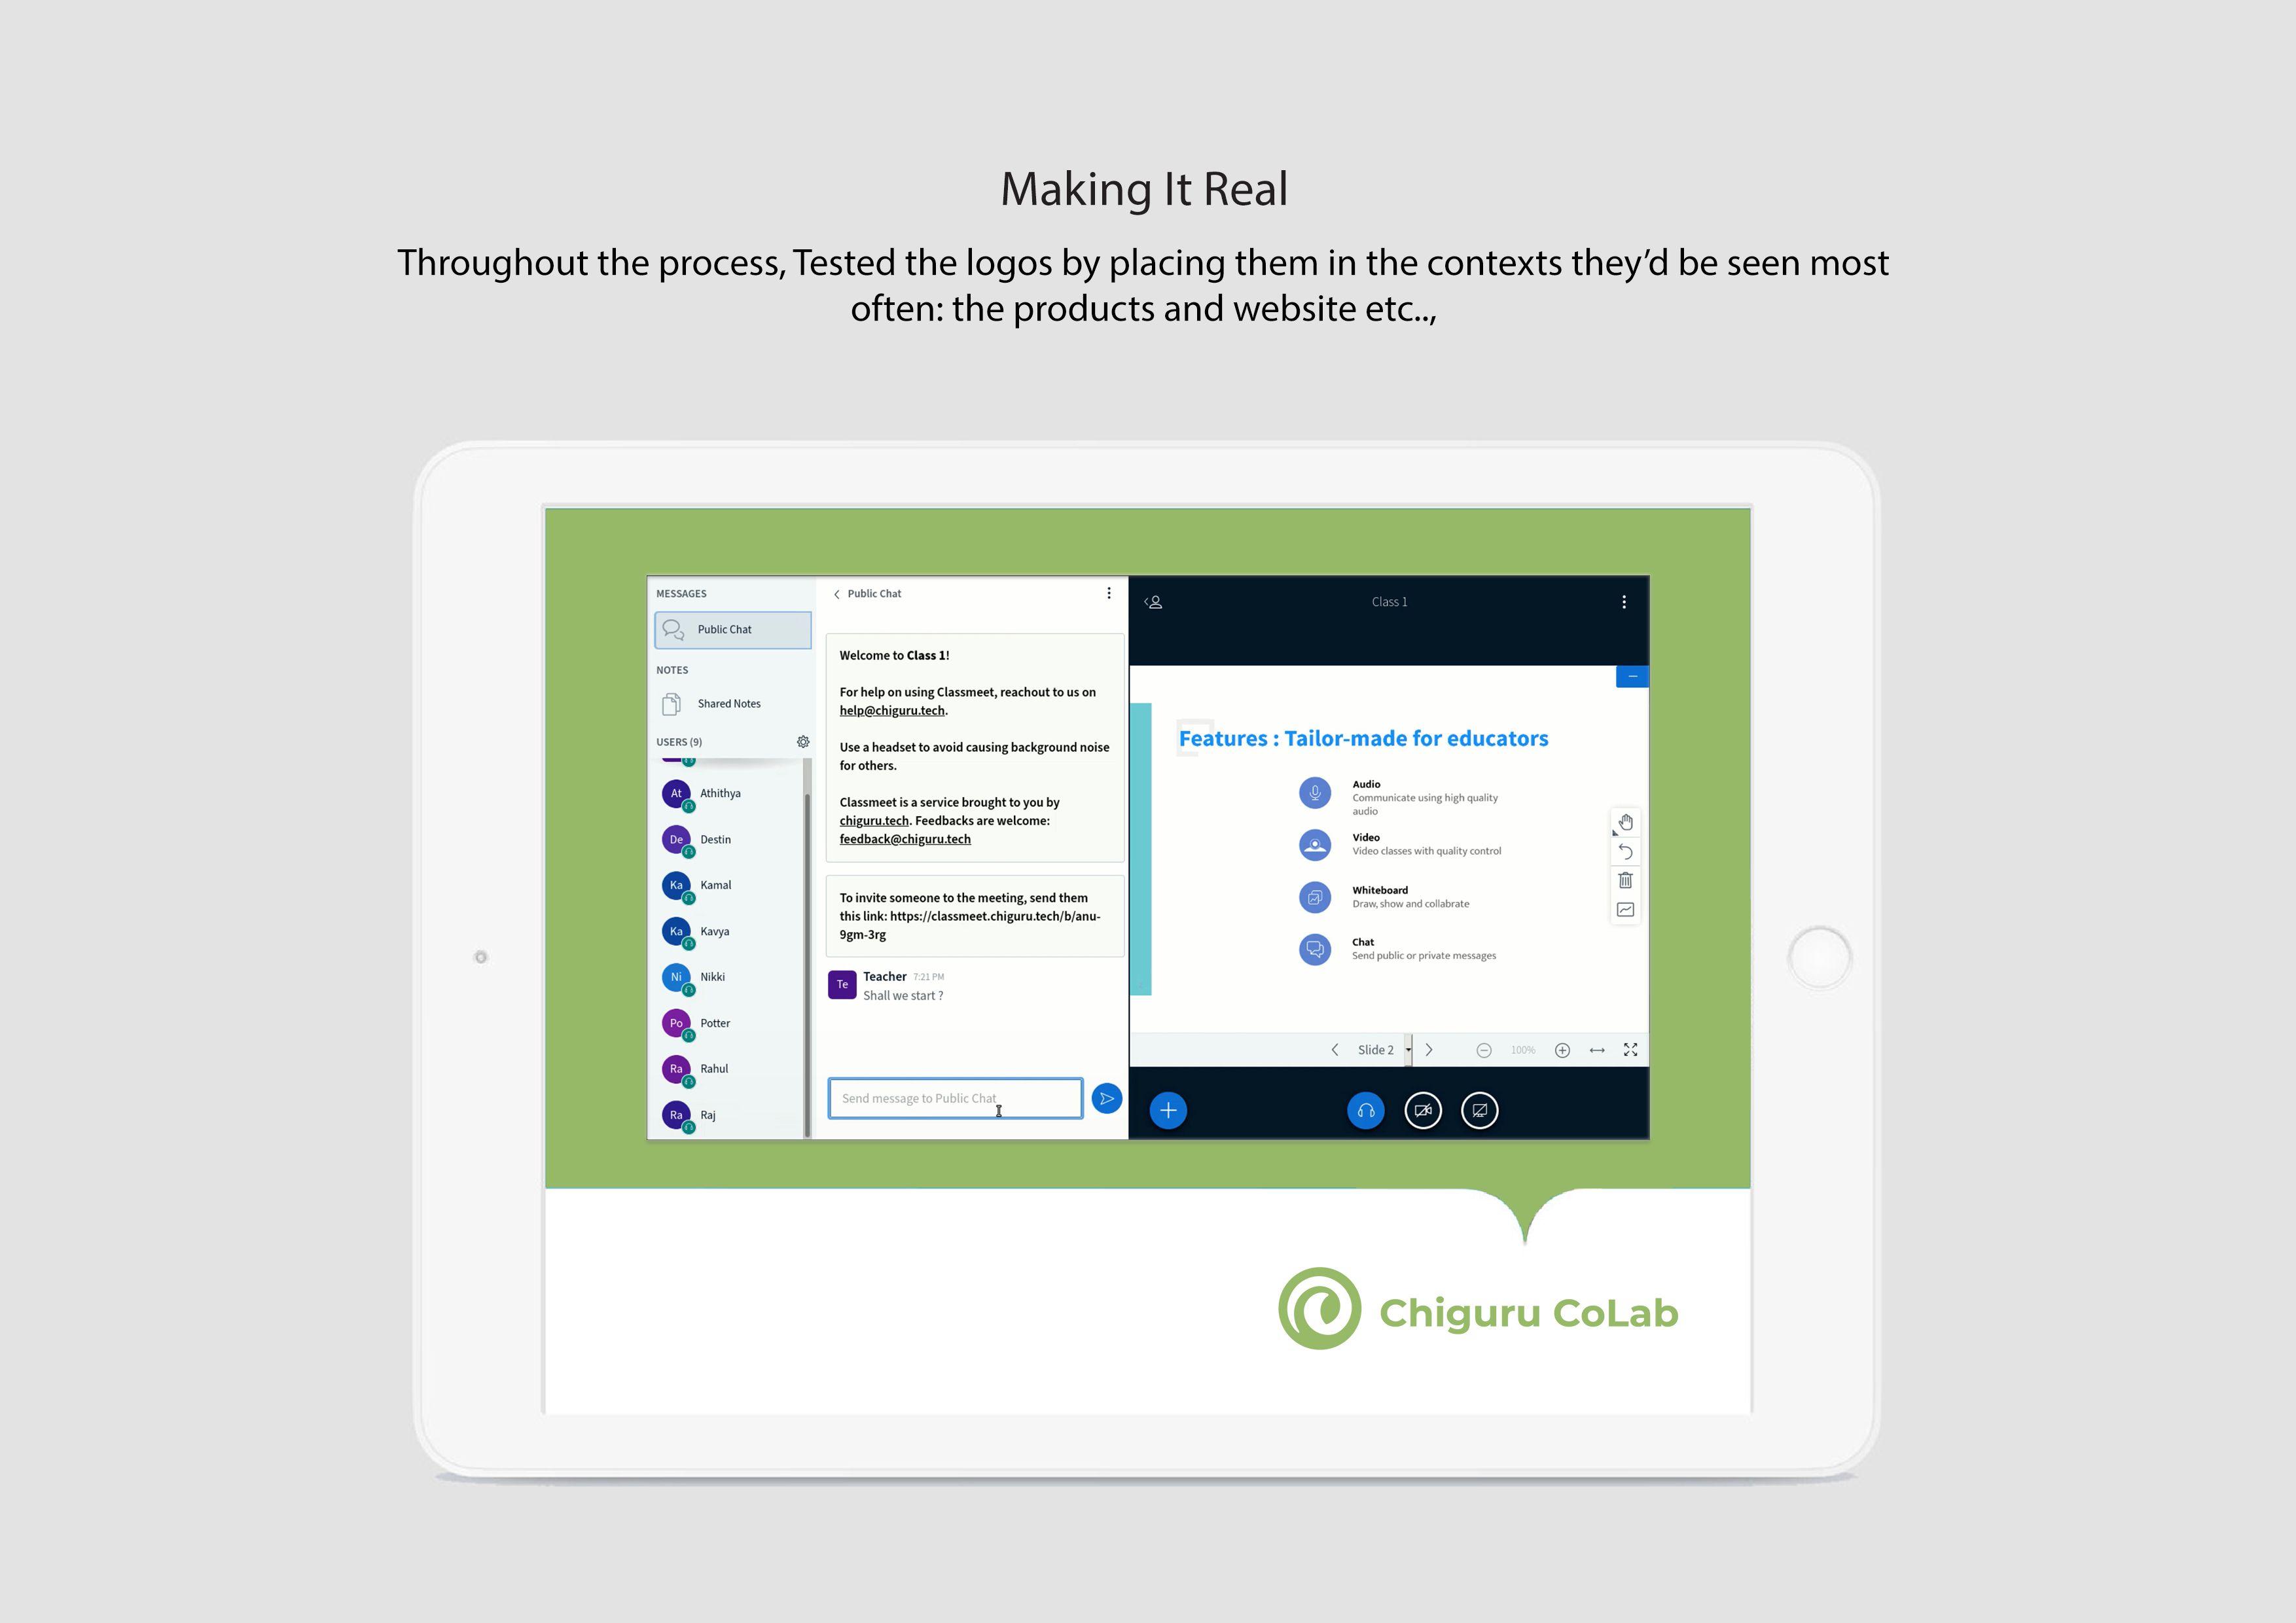 Making It Real
Throughout the process, Tested the logos by placing them in the contexts they’d be seen most
often: the products and website etc..,
MESSAGES
Public Chat
NOTES
Shared Notes
USERS (9)
At Athithya
De Destin
Ka Kamal
Ka Kavya
Ni Nikki
Po Potter
Ra Rahul
Ra Raj
Public Chat
Welcome to Class 1!
For help on using Classmeet, reachout to us on
help@chiguru.tech.
Use a headset to avoid causing background noise
for others.
Classmeet is a service brought to you by
chiguru.tech. Feedbacks are welcome:
feedback@chiguru.tech
To invite someone to the meeting, send them
this link: https://classmeet.chiguru.tech/b/anu-
9gm-3rg
Te Teacher 7:21 PM
Shall we start ?
Send message to Public Chat
Class 1
Features : Tailor-made for educators
Audio
Communicate using high quality
audio
Video
Video classes with quality control
Whiteboard
Draw, show and collabrate
Chat
Send public or private messages
Slide 2
100%
Chiguru CoLab